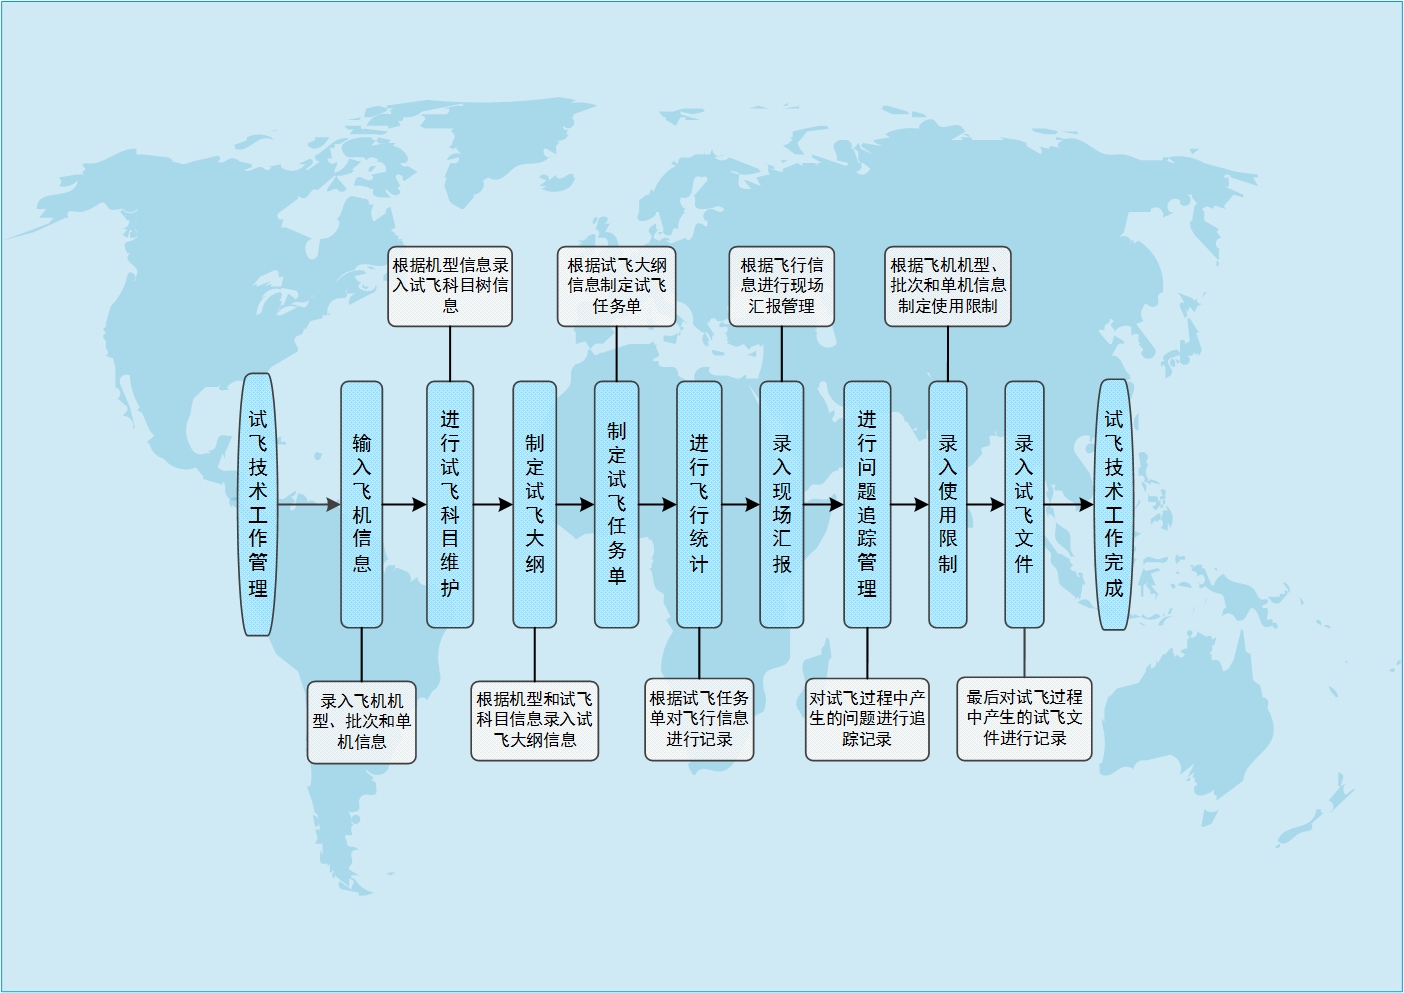 根据机型信息录
入试飞科目树信
息
根据试飞大纲
信息制定试飞
任务单
根据飞行信
息进行现场
汇报管理
根据飞机机型、
批次和单机信息
制定使用限制
试飞技术工作管理
输入飞机信息
进行试飞科目维护
制定试飞大纲
制定试飞任务单
进行飞行统计
录入现场汇报
进行问题追踪管理
录入使用限制
录入试飞文件
试飞技术工作完成
录入飞机机
型、批次和单
机信息
根据机型和试飞
科目信息录入试
飞大纲信息
根据试飞任务
单对飞行信息
进行记录
对试飞过程中产
生的问题进行追
踪记录
最后对试飞过程
中产生的试飞文
件进行记录